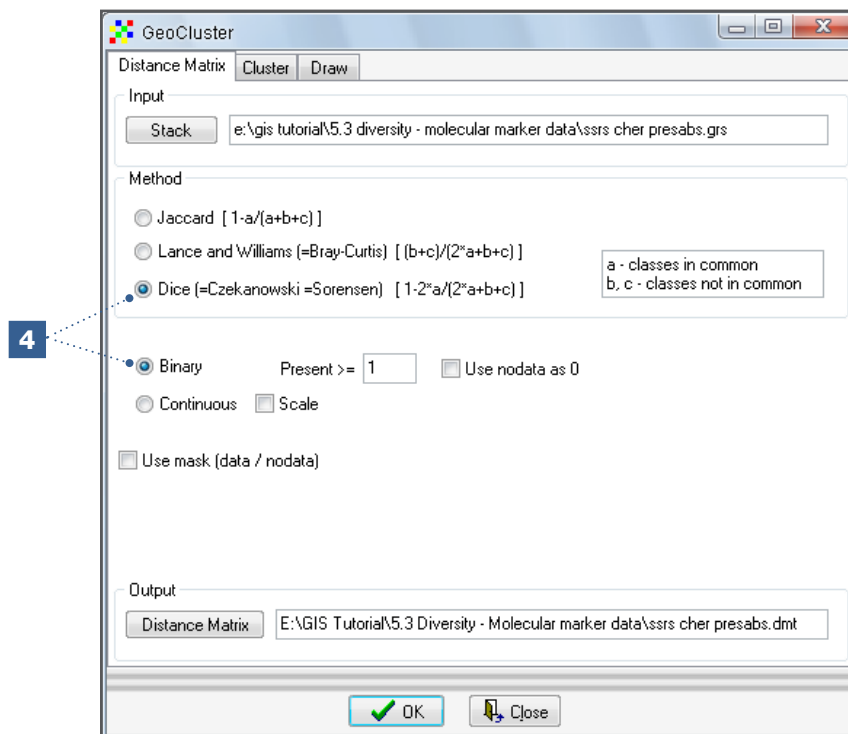 GeoCluster
Distance Matrix Cluster Draw
Input
Stack e:\gis tutorial\5.3 diversity - molecular marker data\ssrs cher presabs.grs
Method
Jaccard [ 1-a/(a+b+c) ]
Lance and Williams (=Bray-Curtis) [ (b+c)/(2*a+b+c) ]
Dice (=Czekanowski =Sorensen) [ 1-2*a/(2*a+b+c) ]
a - classes in common
b, c - classes not in common
4
Binary Present >= 1 Use nodata as 0
Continuous Scale
Use mask (data / nodata)
Output
Distance Matrix E:\GIS Tutorial\5.3 Diversity - Molecular marker data\ssrs cher presabs.dmt
OK Close